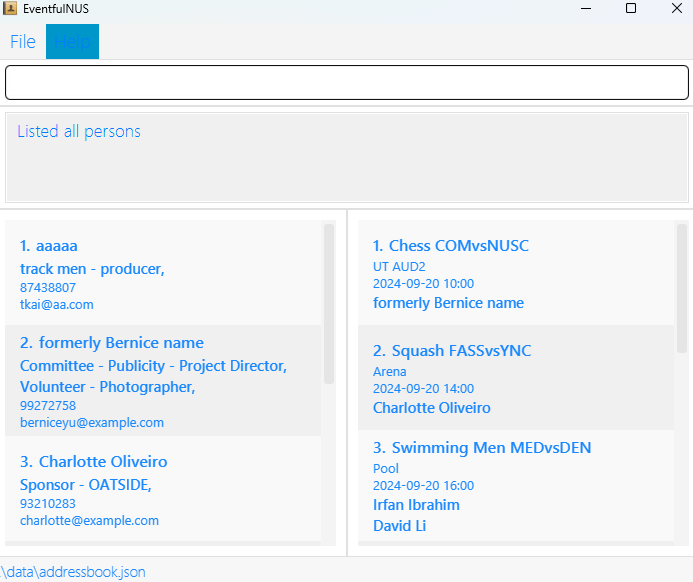 EventfulNUS
File Help
Listed all persons
1. aaaaa
track men - producer,
87438807
tkai@aa.com
2. formerly Bernice name
Committee - Publicity - Project Director,
Volunteer - Photographer,
99272758
berniceyu@example.com
3. Charlotte Oliveiro
Sponsor - OATSIDE,
93210283
charlotte@example.com
1. Chess COMvsNUSC
UT AUD2
2024-09-20 10:00
formerly Bernice name
2. Squash FASSvsYNC
Arena
2024-09-20 14:00
Charlotte Oliveiro
3. Swimming Men MEDvsDEN
Pool
2024-09-20 16:00
Irfan Ibrahim
David Li
.\data\addressbook.json